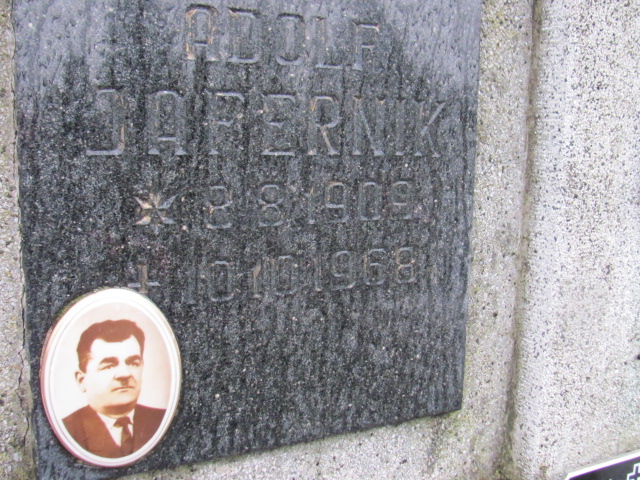 ADOLF
JAPERNIK
* 2.8.1909
+ 10.10.1968